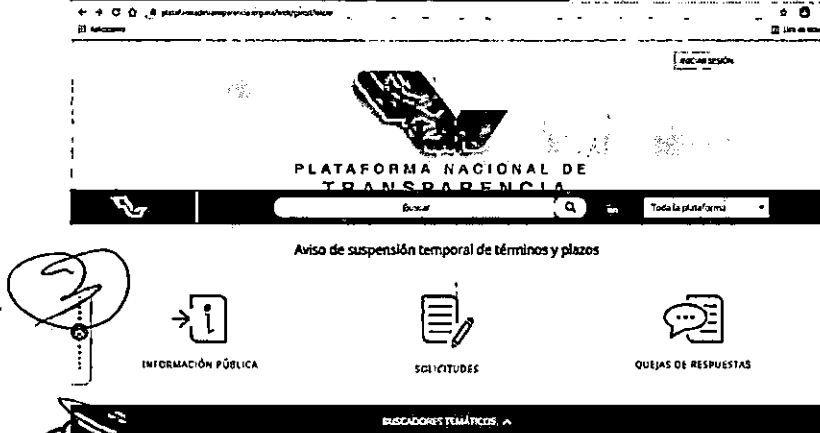 INICIAR SESIÓN
PLATAFORMA NACIONAL DE
TRANSPARENCIA
Buscar
en
Toda la plataforma
Aviso de suspensión temporal de términos y plazos
INFORMACIÓN PÚBLICA
SOLICITUDES
QUEJAS DE RESPUESTAS
BUSCADORES TEMÁTICOS